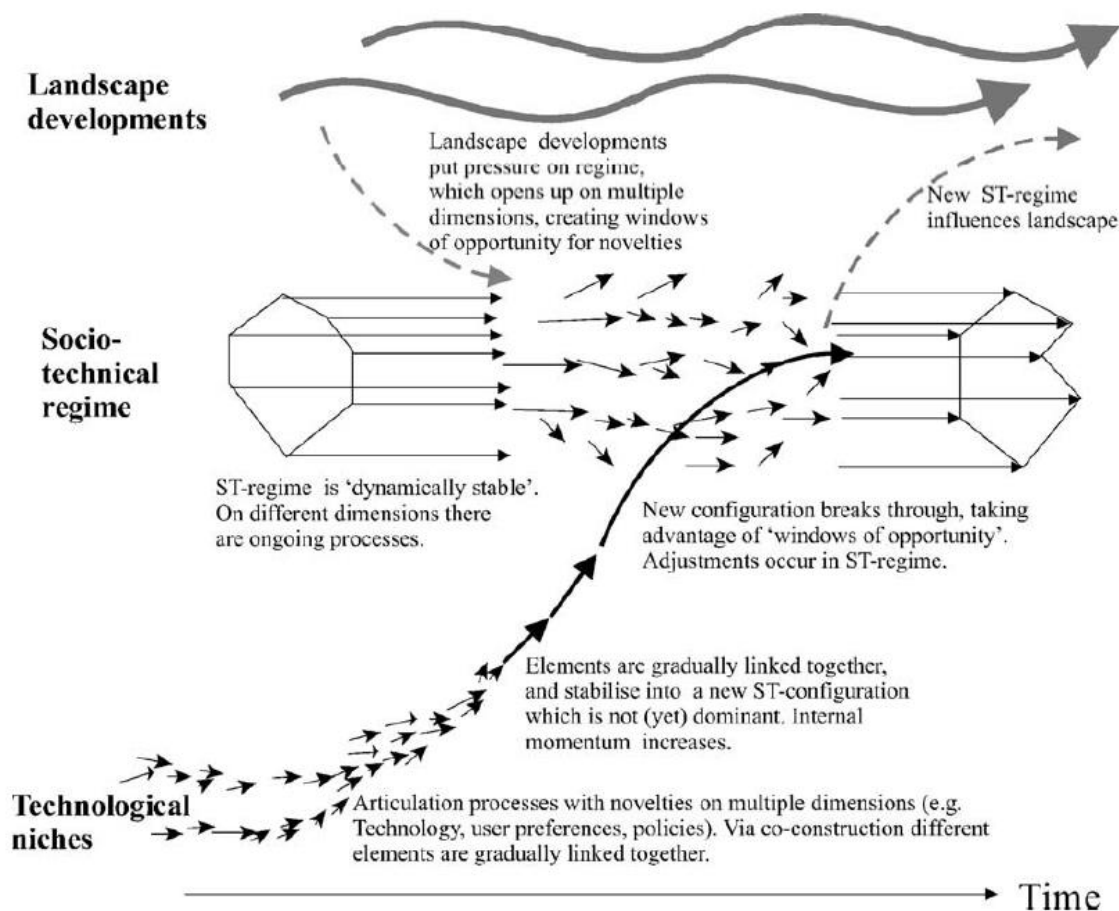 Landscape
developments
Landscape developments
put pressure on regime,
which opens up on multiple
dimensions, creating windows
of opportunity for novelties
New ST-regime
influences landscape
Socio-
technical
regime
ST-regime is ‘dynamically stable’.
On different dimensions there
are ongoing processes.
New configuration breaks through, taking
advantage of ‘windows of opportunity’.
Adjustments occur in ST-regime.
Elements are gradually linked together,
and stabilise into a new ST-configuration
which is not (yet) dominant. Internal
momentum increases.
Technological
niches
Articulation processes with novelties on multiple dimensions (e.g.
Technology, user preferences, policies). Via co-construction different
elements are gradually linked together.
Time